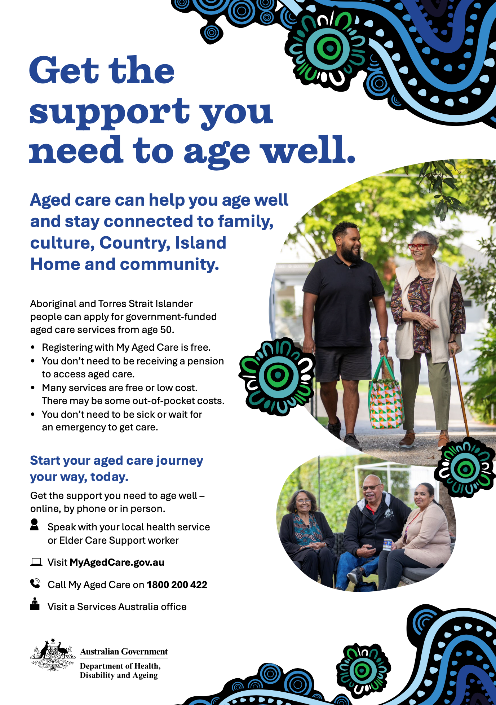 Get the
support you
need to age well.
Aged care can help you age well
and stay connected to family,
culture, Country, Island
Home and community.
Aboriginal and Torres Strait Islander
people can apply for government-funded
aged care services from age 50.
• Registering with My Aged Care is free.
• You don’t need to be receiving a pension
to access aged care.
• Many services are free or low cost.
There may be some out-of-pocket costs.
• You don’t need to be sick or wait for
an emergency to get care.
Start your aged care journey
your way, today.
Get the support you need to age well –
online, by phone or in person.
Speak with your local health service
or Elder Care Support worker
Visit MyAgedCare.gov.au
Call My Aged Care on 1800 200 422
Visit a Services Australia office
Australian Government
Department of Health,
Disability and Ageing